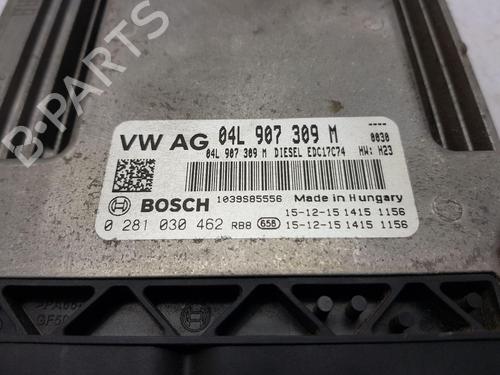 VW AG 04L 907 309 M
----
0030
04L 907 309 M DIESEL EDC17C74 HW: H23
1039S85556 Made in Hungary
BOSCH 15-12-15 1415 1156
0 281 030 462 RB8 658 15-12-15 1415 1156
B-PARTS